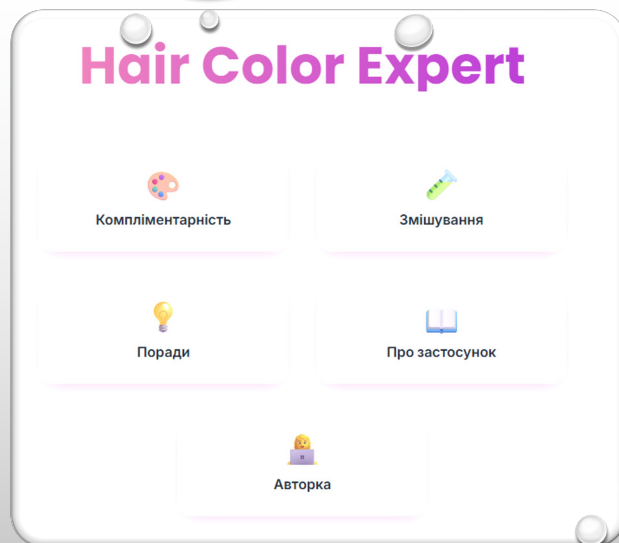 Hair Color Expert
Компліментарність
Змішування
Поради
Про застосунок
Авторка